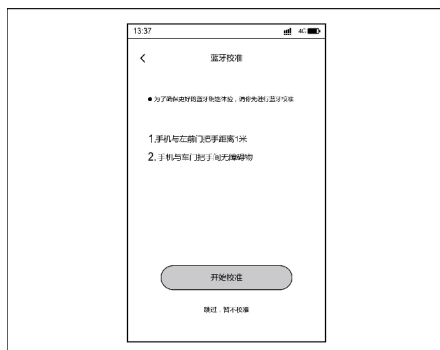 13:37 4G
蓝牙校准
● 为了确保更好的蓝牙钥匙体验，请你先进行蓝牙校准
1.手机与左前门把手距离1米
2.手机与车门把手间无障碍物
开始校准
跳过，暂不校准